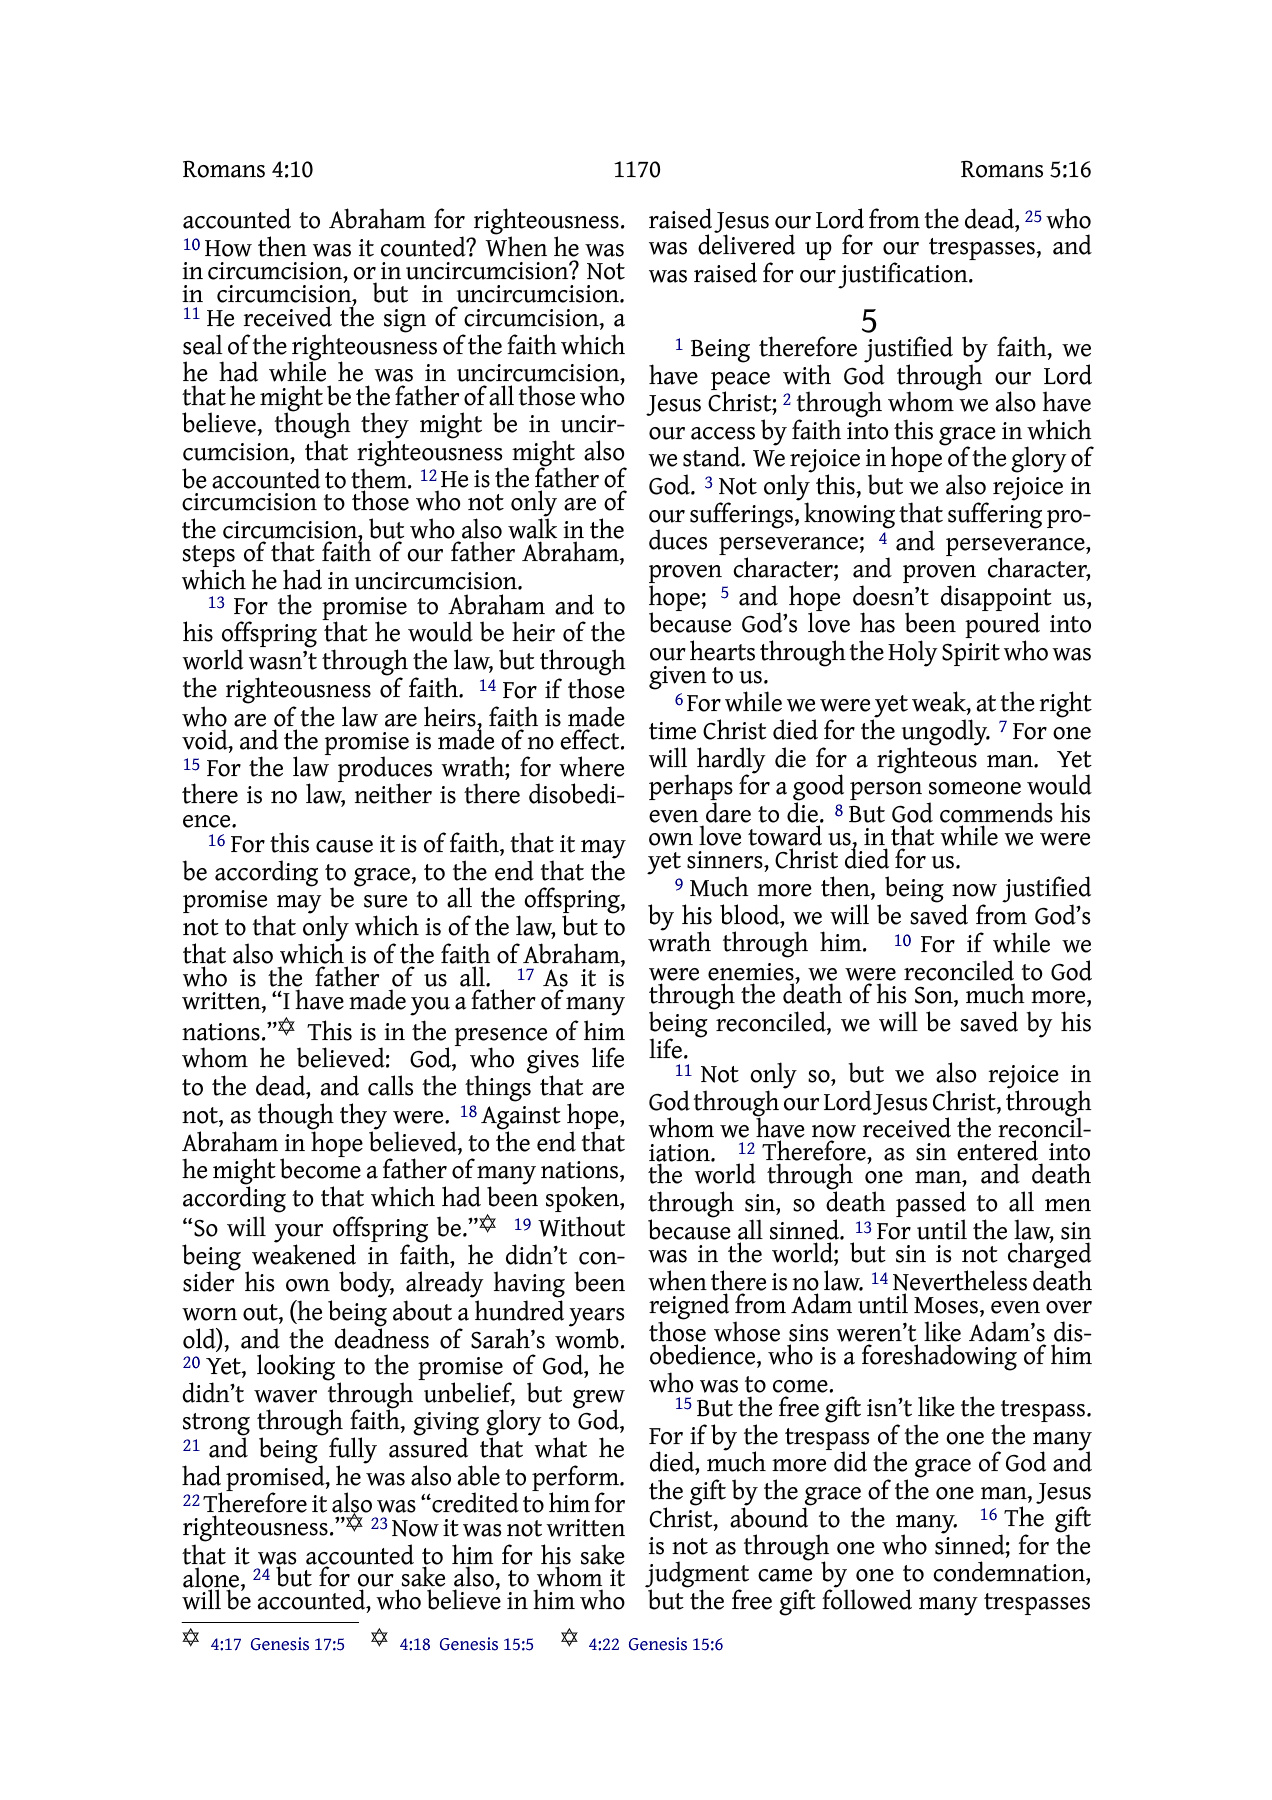 Romans 4:10 1170 Romans 5:16
accounted to Abraham for righteousness.
10 How then was it counted? When he was
in circumcision, or in uncircumcision? Not
in circumcision, but in uncircumcision.
11 He received the sign of circumcision, a
seal of the righteousness of the faith which
he had while he was in uncircumcision,
that he might be the father of all those who
believe, though they might be in uncir-
cumcision, that righteousness might also
be accounted to them. 12 He is the father of
circumcision to those who not only are of
the circumcision, but who also walk in the
steps of that faith of our father Abraham,
which he had in uncircumcision.
13 For the promise to Abraham and to
his offspring that he would be heir of the
world wasn’t through the law, but through
the righteousness of faith. 14 For if those
who are of the law are heirs, faith is made
void, and the promise is made of no effect.
15 For the law produces wrath; for where
there is no law, neither is there disobedi-
ence.
16 For this cause it is of faith, that it may
be according to grace, to the end that the
promise may be sure to all the offspring,
not to that only which is of the law, but to
that also which is of the faith of Abraham,
who is the father of us all. 17 As it is
written, “I have made you a father of many
nations.”✡ This is in the presence of him
whom he believed: God, who gives life
to the dead, and calls the things that are
not, as though they were. 18 Against hope,
Abraham in hope believed, to the end that
he might become a father of many nations,
according to that which had been spoken,
“So will your offspring be.”✡ 19 Without
being weakened in faith, he didn’t con-
sider his own body, already having been
worn out, (he being about a hundred years
old), and the deadness of Sarah’s womb.
20 Yet, looking to the promise of God, he
didn’t waver through unbelief, but grew
strong through faith, giving glory to God,
21 and being fully assured that what he
had promised, he was also able to perform.
22 Therefore it also was “credited to him for
righteousness.”✡ 23 Now it was not written
that it was accounted to him for his sake
alone, 24 but for our sake also, to whom it
will be accounted, who believe in him who
raised Jesus our Lord from the dead, 25 who
was delivered up for our trespasses, and
was raised for our justification.
5
1 Being therefore justified by faith, we
have peace with God through our Lord
Jesus Christ; 2 through whom we also have
our access by faith into this grace in which
we stand. We rejoice in hope of the glory of
God. 3 Not only this, but we also rejoice in
our sufferings, knowing that suffering pro-
duces perseverance; 4 and perseverance,
proven character; and proven character,
hope; 5 and hope doesn’t disappoint us,
because God’s love has been poured into
our hearts through the Holy Spirit who was
given to us.
6 For while we were yet weak, at the right
time Christ died for the ungodly. 7 For one
will hardly die for a righteous man. Yet
perhaps for a good person someone would
even dare to die. 8 But God commends his
own love toward us, in that while we were
yet sinners, Christ died for us.
9 Much more then, being now justified
by his blood, we will be saved from God’s
wrath through him. 10 For if while we
were enemies, we were reconciled to God
through the death of his Son, much more,
being reconciled, we will be saved by his
life.
11 Not only so, but we also rejoice in
God through our Lord Jesus Christ, through
whom we have now received the reconcil-
iation. 12 Therefore, as sin entered into
the world through one man, and death
through sin, so death passed to all men
because all sinned. 13 For until the law, sin
was in the world; but sin is not charged
when there is no law. 14 Nevertheless death
reigned from Adam until Moses, even over
those whose sins weren’t like Adam’s dis-
obedience, who is a foreshadowing of him
who was to come.
15 But the free gift isn’t like the trespass.
For if by the trespass of the one the many
died, much more did the grace of God and
the gift by the grace of the one man, Jesus
Christ, abound to the many. 16 The gift
is not as through one who sinned; for the
judgment came by one to condemnation,
but the free gift followed many trespasses
✡ 4:17 Genesis 17:5 ✡ 4:18 Genesis 15:5 ✡ 4:22 Genesis 15:6